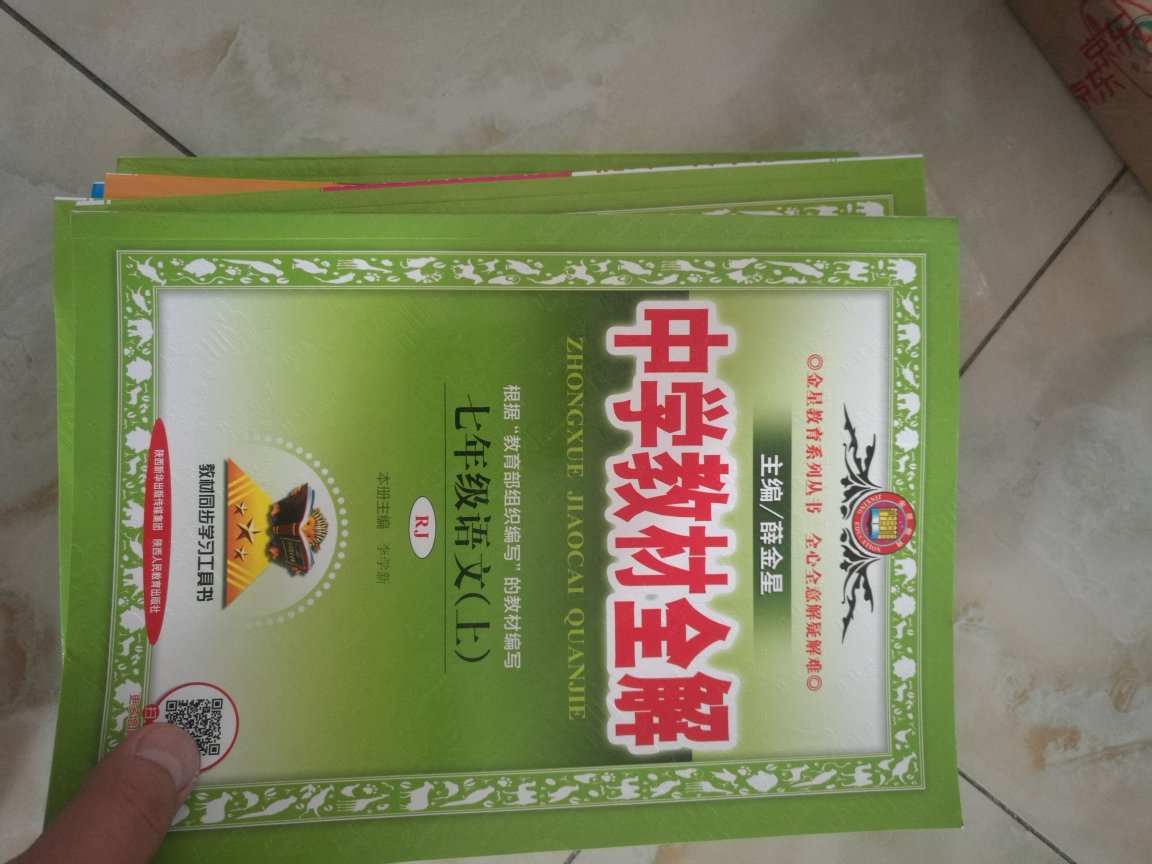 ◎金星教育系列丛书 全心全意解疑解难◎
主编/薛金星
中学教材全解
ZHONGXUE JIAOCAI QUANJIE
根据“教育部组织编写”的教材编写
七年级语文(上)
RJ
本册主编 李学新
教材同步学习工具书
陕西新华出版传媒集团 陕西人民教育出版社
京东
京东